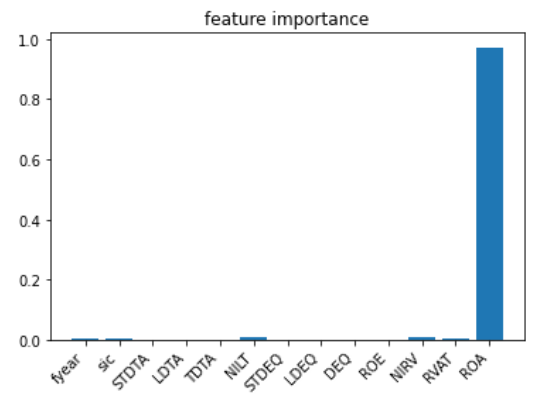 feature importance
1.0
0.8
0.6
0.4
0.2
0.0
fyear
sic
STDTA
LDTA
TDTA
NILT
STDEQ
LDEQ
DEQ
ROE
NIRV
RVAT
ROA